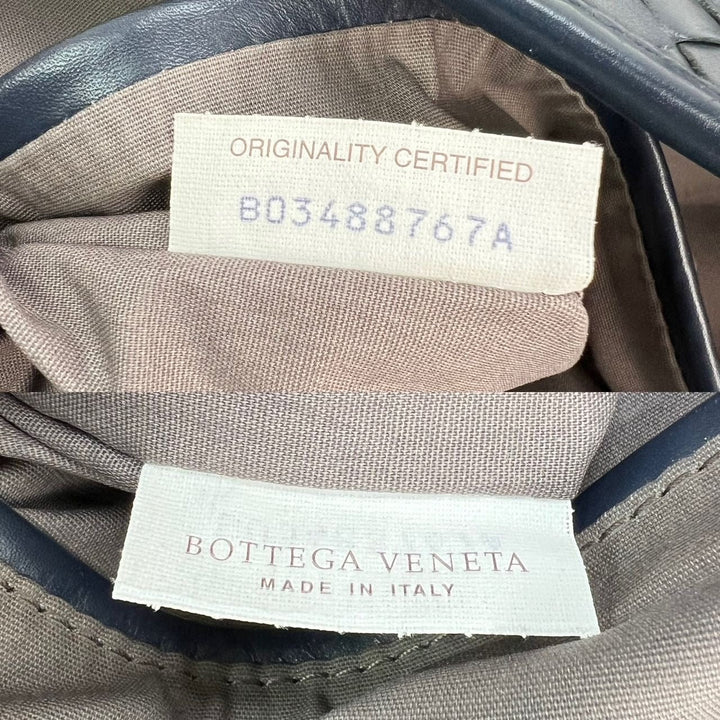 ORIGINALITY CERTIFIED
B03488767A
BOTTEGA VENETA
MADE IN ITALY